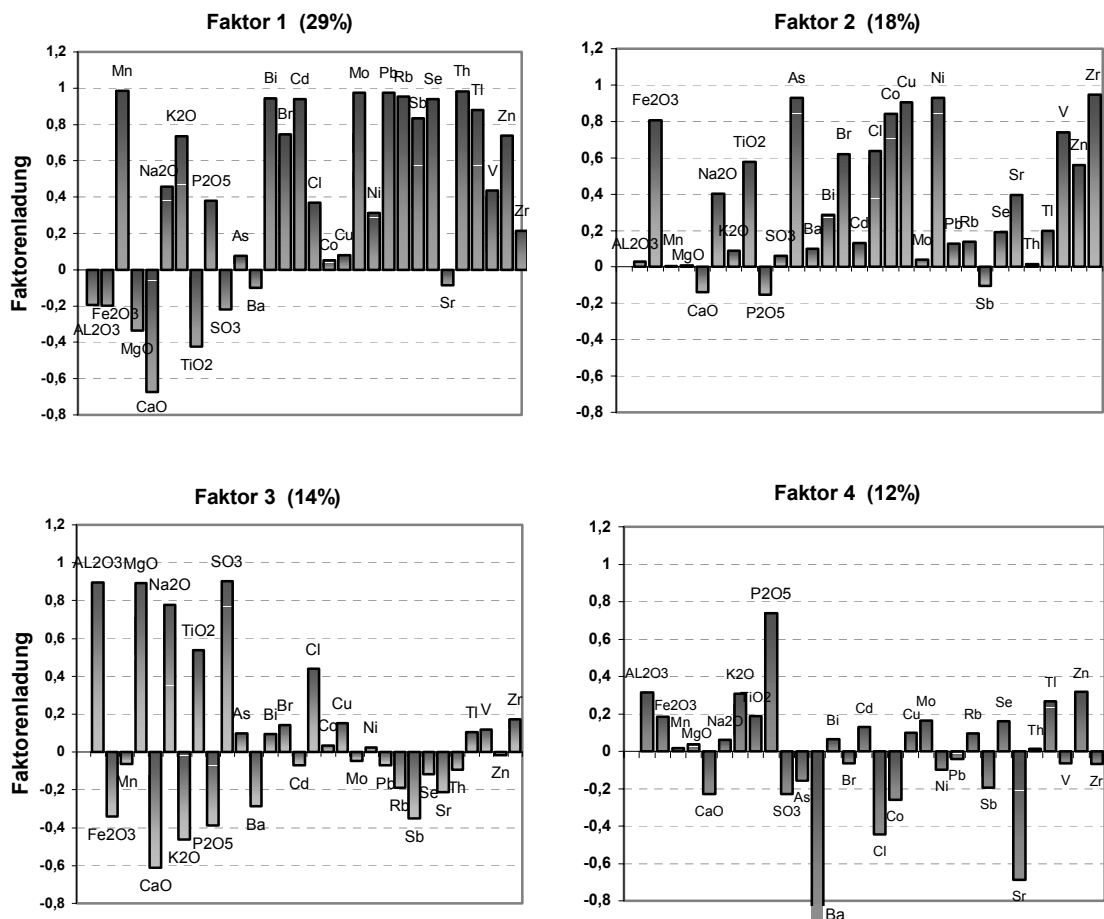 Faktor 1 (29%)
Faktorenladung
1,2
1
0,8
0,6
0,4
0,2
0
-0,2
-0,4
-0,6
-0,8
AL2O3
Fe2O3
Mn
MgO
CaO
Na2O
K2O
TiO2
P2O5
SO3
As
Ba
Bi
Br
Cd
Cl
Co
Cu
Mo
Ni
Pb
Rb
Sb
Se
Sr
Th
Tl
V
Zn
Zr
Faktor 2 (18%)
1,2
1
0,8
0,6
0,4
0,2
0
-0,2
-0,4
-0,6
-0,8
AL2O3
Fe2O3
Mn
MgO
CaO
Na2O
K2O
TiO2
P2O5
SO3
As
Ba
Bi
Br
Cd
Cl
Co
Cu
Mo
Ni
Pb
Rb
Sb
Se
Sr
Th
Tl
V
Zn
Zr
Faktor 3 (14%)
Faktorenladung
1,2
1
0,8
0,6
0,4
0,2
0
-0,2
-0,4
-0,6
-0,8
AL2O3
Fe2O3
Mn
MgO
CaO
Na2O
K2O
TiO2
P2O5
SO3
As
Ba
Bi
Br
Cd
Cl
Co
Cu
Mo
Ni
Pb
Rb
Sb
Se
Sr
Th
Tl
V
Zn
Zr
Faktor 4 (12%)
1,2
1
0,8
0,6
0,4
0,2
0
-0,2
-0,4
-0,6
-0,8
AL2O3
Fe2O3
Mn
MgO
CaO
Na2O
K2O
TiO2
P2O5
SO3
As
Ba
Bi
Br
Cd
Cl
Co
Cu
Mo
Ni
Pb
Rb
Sb
Se
Sr
Th
Tl
V
Zn
Zr